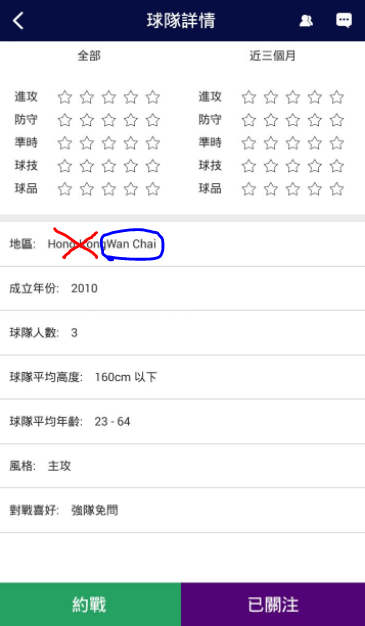 球隊詳情
全部 近三個月
進攻 進攻
防守 防守
準時 準時
球技 球技
球品 球品
地區: Hong KongWan Chai
成立年份: 2010
球隊人數: 3
球隊平均高度: 160cm 以下
球隊平均年齡: 23 - 64
風格: 主攻
對戰喜好: 強隊免問
約戰 已關注